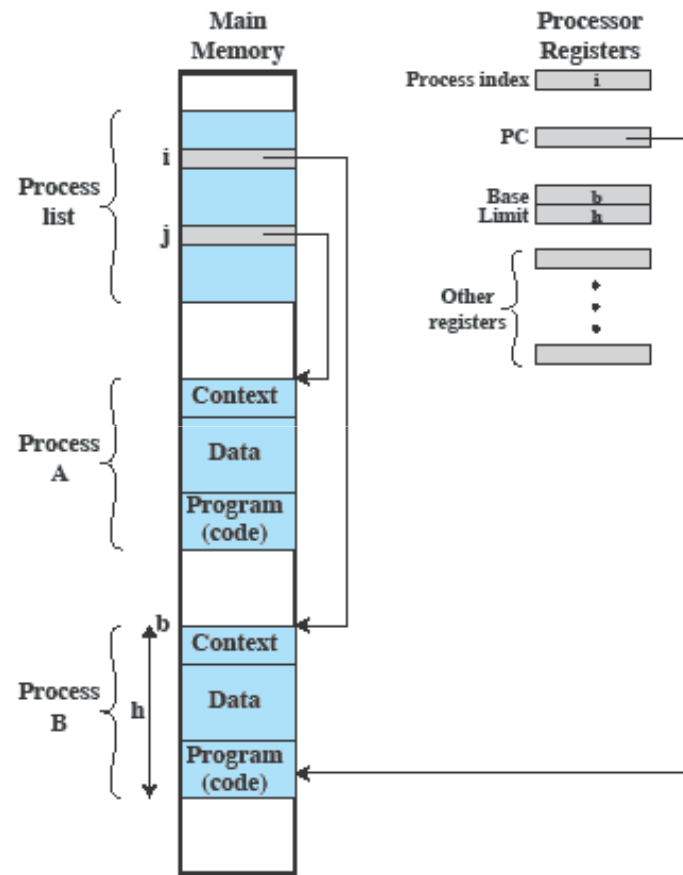 Main
Memory
Processor
Registers
Process index
i
PC
Base
b
Limit
h
Other
registers
Process
list
i
j
Process
A
Context
Data
Program
(code)
Process
B
b
h
Context
Data
Program
(code)